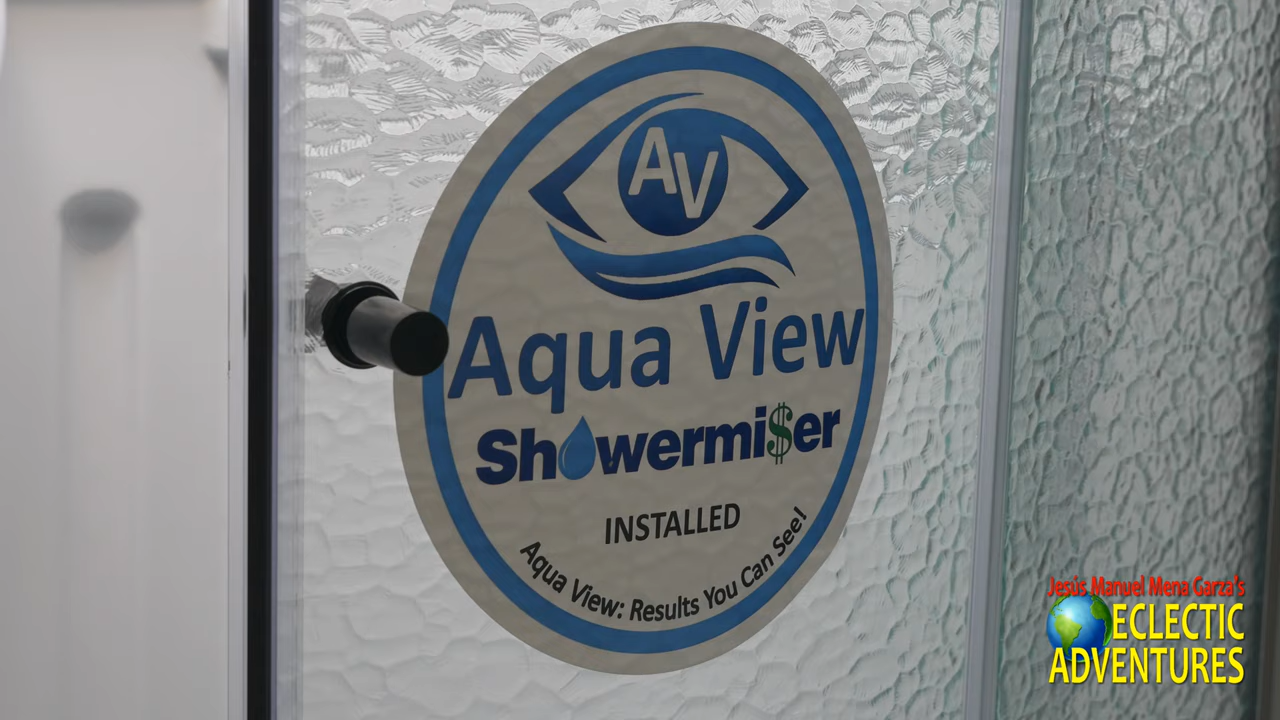 AV
Aqua View
Showermi$er
INSTALLED
Aqua View: Results You Can See!
Jesús Manuel Mena Garza's
ECLECTIC
ADVENTURES